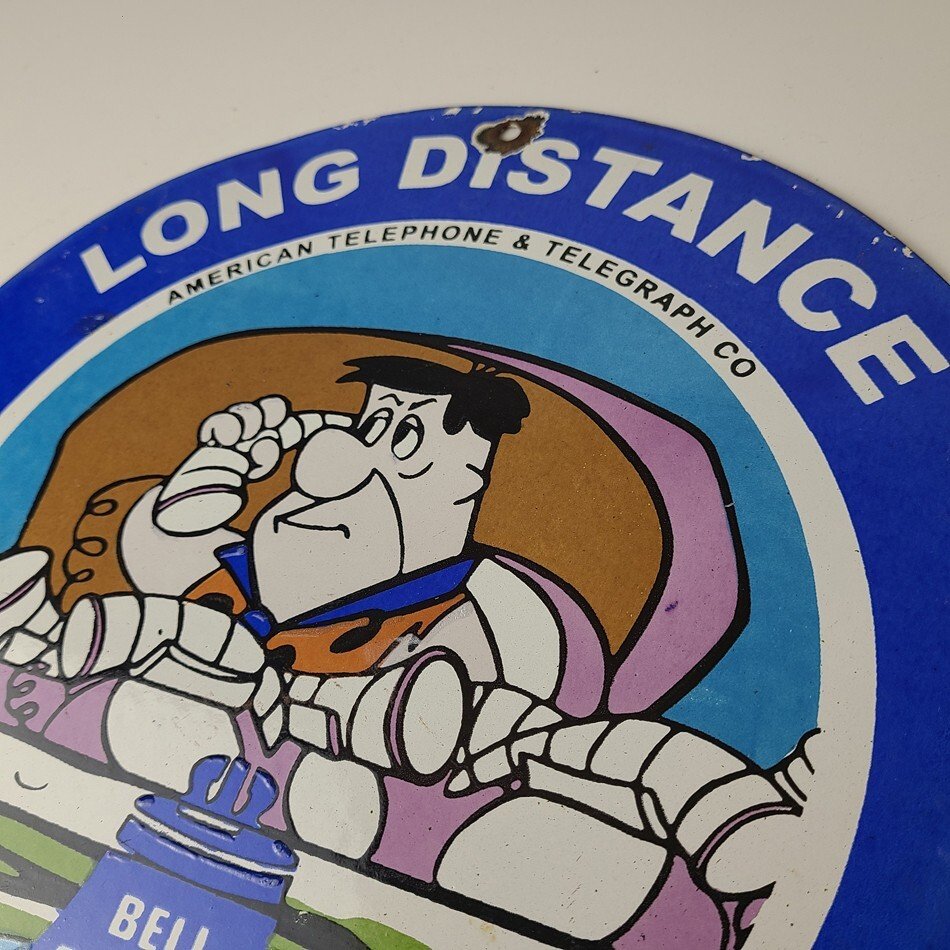 LONG DISTANCE
AMERICAN TELEPHONE & TELEGRAPH CO
BELL